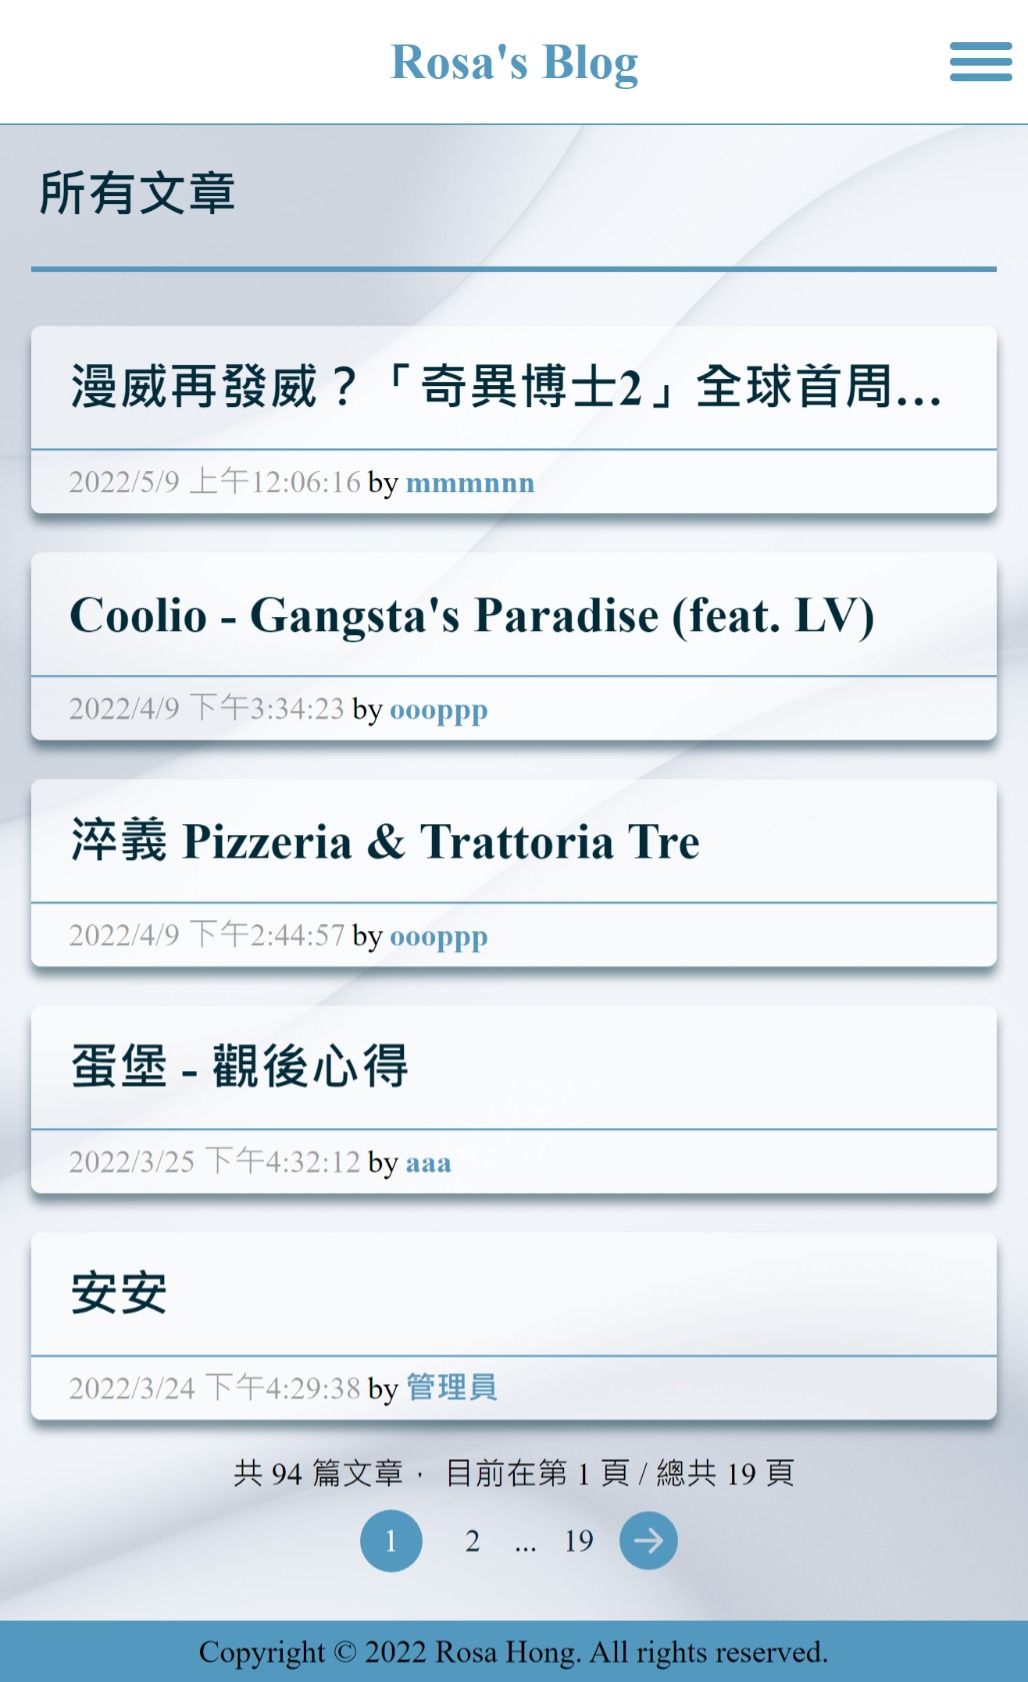 Rosa's Blog
所有文章
漫威再發威？「奇異博士2」全球首周...
2022/5/9 上午12:06:16 by mmmnnn
Coolio - Gangsta's Paradise (feat. LV)
2022/4/9 下午3:34:23 by oooppp
淬義 Pizzeria & Trattoria Tre
2022/4/9 下午2:44:57 by oooppp
蛋堡 - 觀後心得
2022/3/25 下午4:32:12 by aaa
安安
2022/3/24 下午4:29:38 by 管理員
共 94 篇文章， 目前在第 1 頁 / 總共 19 頁
1 2 ... 19 →
Copyright © 2022 Rosa Hong. All rights reserved.